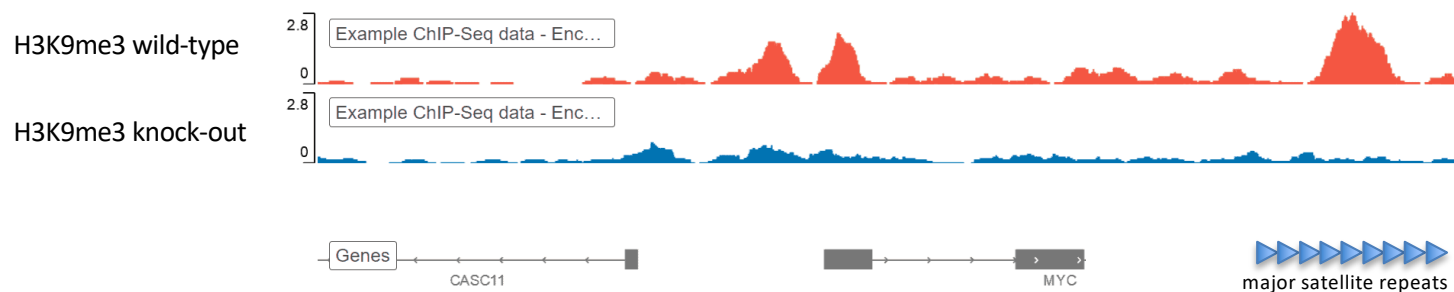 H3K9me3 wild-type
2.8
0
Example ChIP-Seq data - Enc…
H3K9me3 knock-out
2.8
0
Example ChIP-Seq data - Enc…
Genes
CASC11
MYC
major satellite repeats